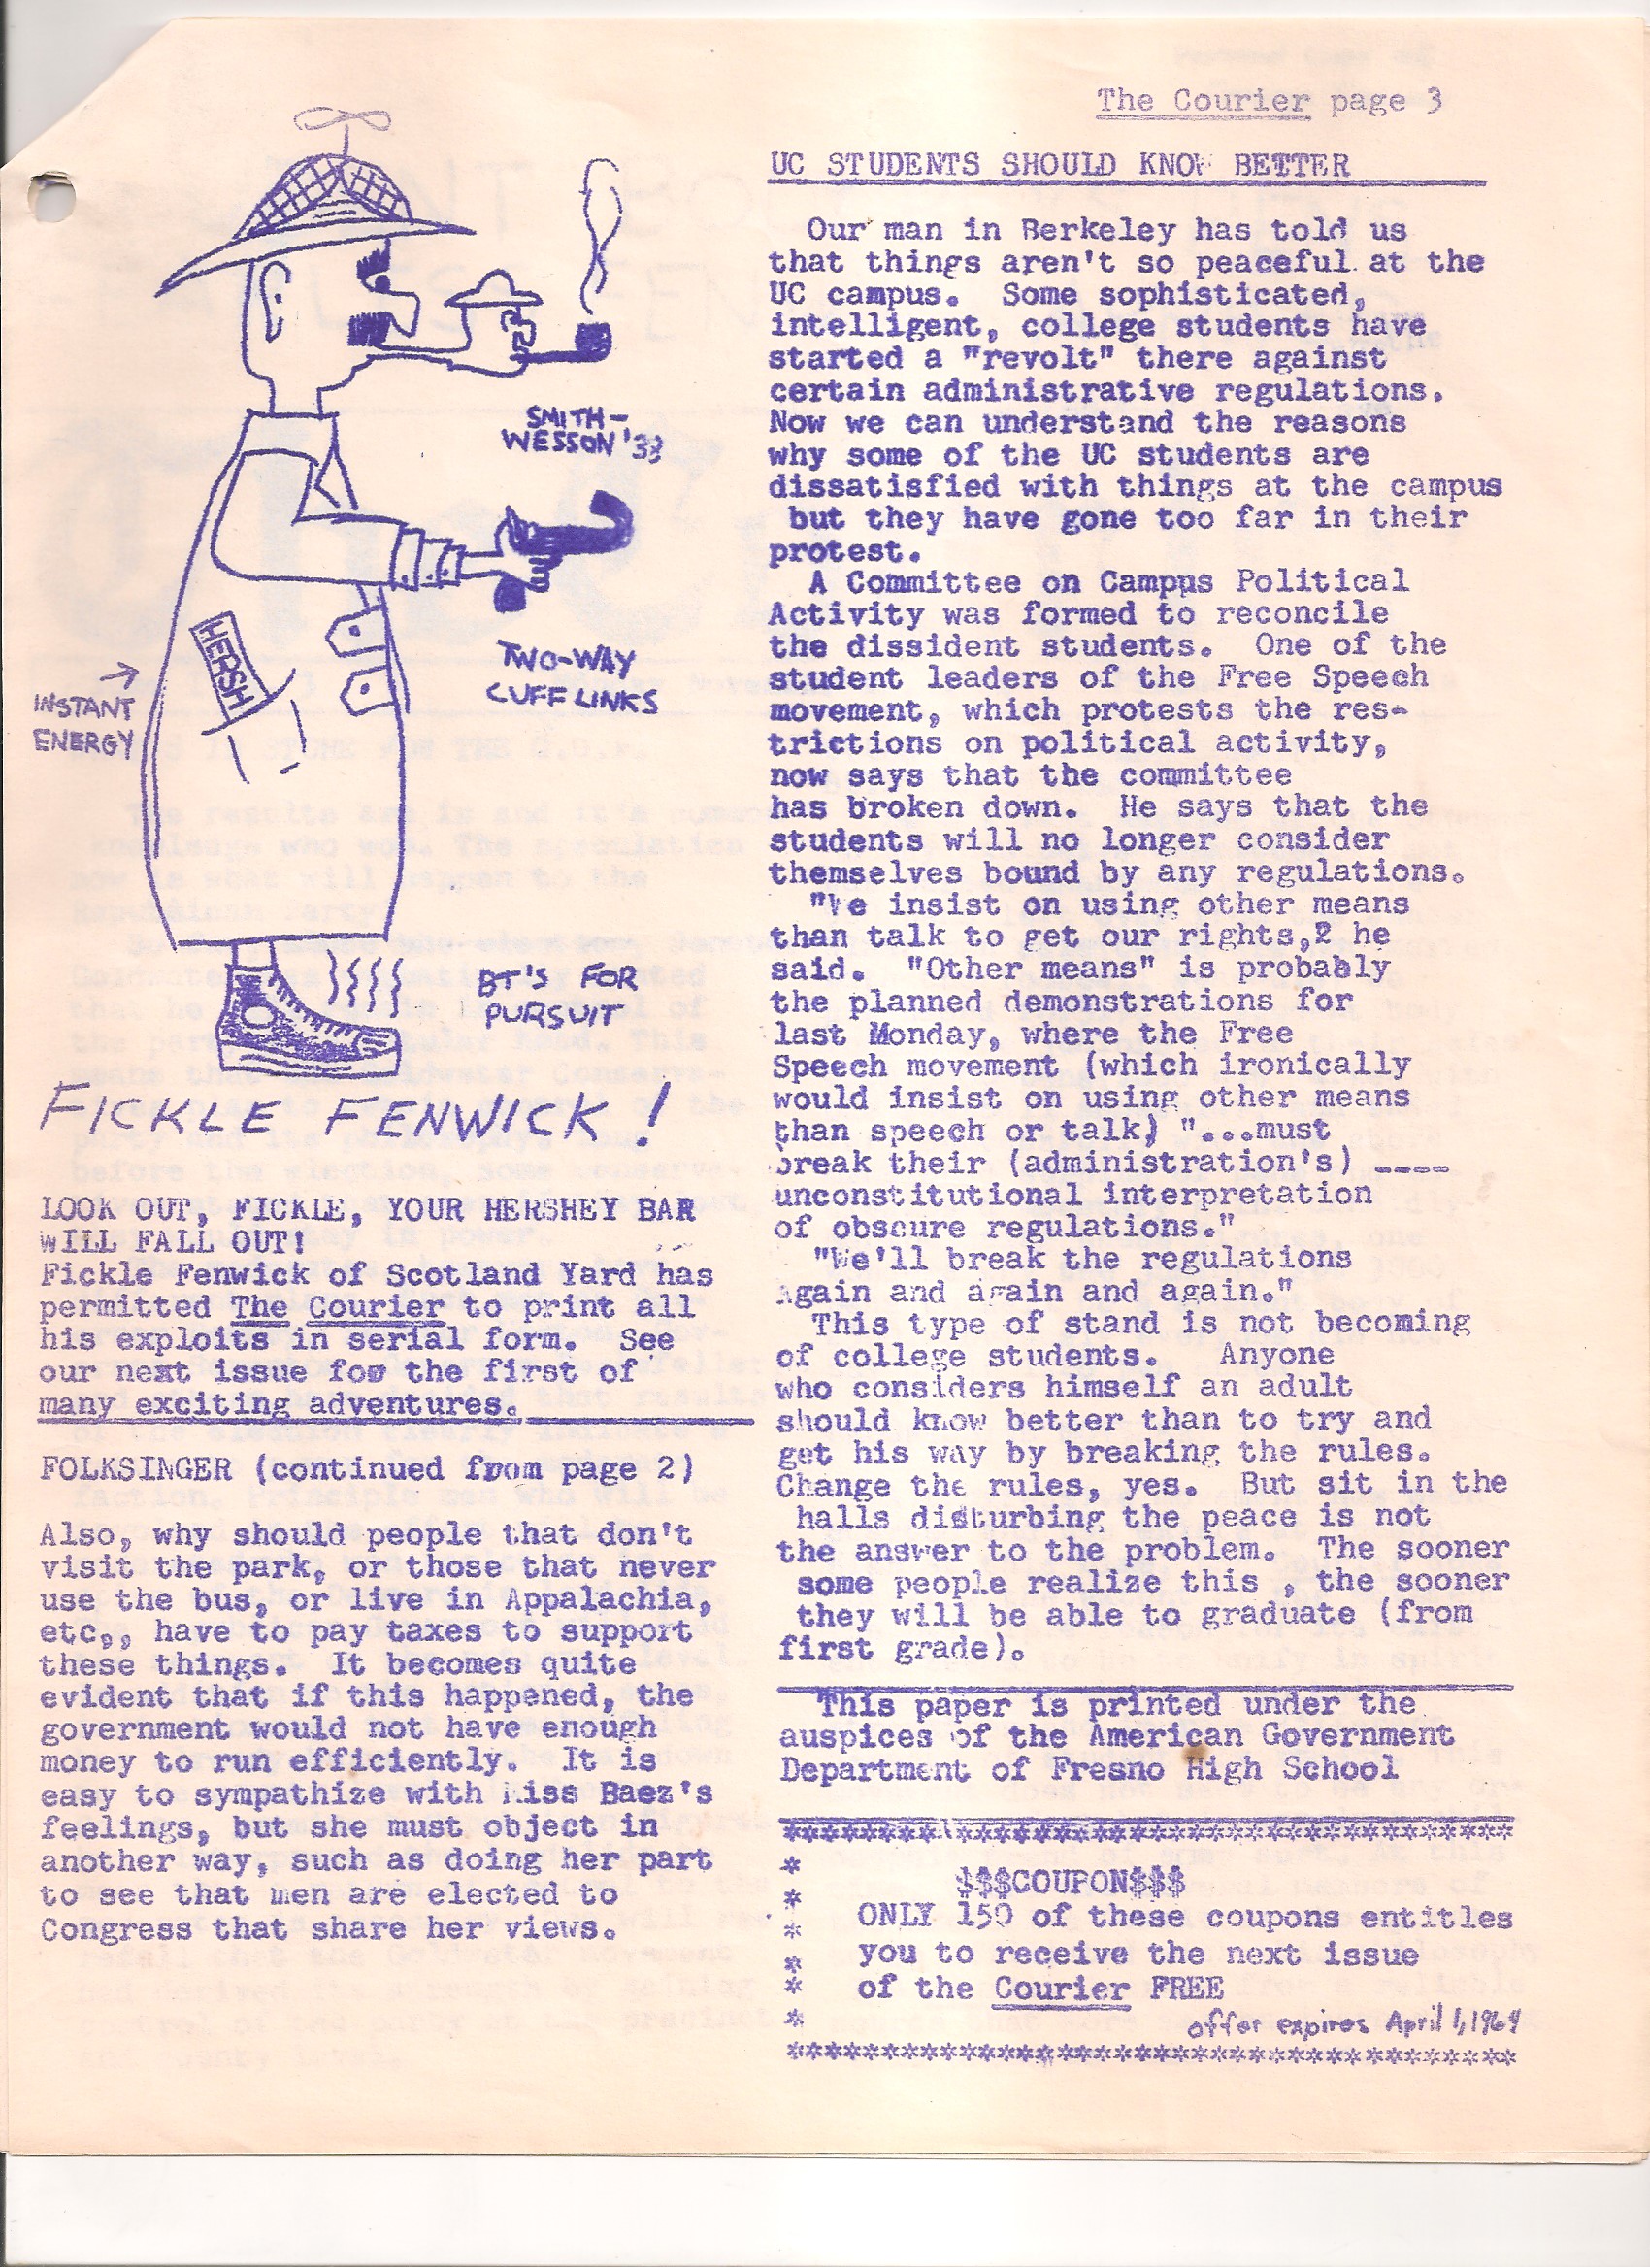 The Courier page 3
SMITH-
WESSON '38
HERSH
TWO-WAY
CUFF LINKS
INSTANT
ENERGY
BT'S FOR
PURSUIT
FICKLE FENWICK!
LOOK OUT, FICKLE, YOUR HERSHEY BAR
WILL FALL OUT!
Fickle Fenwick of Scotland Yard has
permitted The Courier to print all
his exploits in serial form. See
our next issue for the first of
many exciting adventures.
FOLKSINGER (continued from page 2)
Also, why should people that don't
visit the park, or those that never
use the bus, or live in Appalachia,
etc,, have to pay taxes to support
these things. It becomes quite
evident that if this happened, the
government would not have enough
money to run efficiently. It is
easy to sympathize with Miss Baez's
feelings, but she must object in
another way, such as doing her part
to see that men are elected to
Congress that share her views.
UC STUDENTS SHOULD KNOW BETTER
Our man in Berkeley has told us
that things aren't so peaceful at the
UC campus. Some sophisticated,
intelligent, college students have
started a "revolt" there against
certain administrative regulations.
Now we can understand the reasons
why some of the UC students are
dissatisfied with things at the campus
but they have gone too far in their
protest.
A Committee on Campus Political
Activity was formed to reconcile
the dissident students. One of the
student leaders of the Free Speech
movement, which protests the res-
trictions on political activity,
now says that the committee
has broken down. He says that the
students will no longer consider
themselves bound by any regulations.
"We insist on using other means
than talk to get our rights,2 he
said. "Other means" is probably
the planned demonstrations for
last Monday, where the Free
Speech movement (which ironically
would insist on using other means
than speech or talk) "...must
break their (administration's) ----
unconstitutional interpretation
of obscure regulations."
"We'll break the regulations
again and again and again."
This type of stand is not becoming
of college students. Anyone
who considers himself an adult
should know better than to try and
get his way by breaking the rules.
Change the rules, yes. But sit in the
halls disturbing the peace is not
the answer to the problem. The sooner
some people realize this , the sooner
they will be able to graduate (from
first grade).
This paper is printed under the
auspices of the American Government
Department of Fresno High School
$$$COUPON$$$
ONLY 150 of these coupons entitles
you to receive the next issue
of the Courier FREE
offer expires April 1, 1964